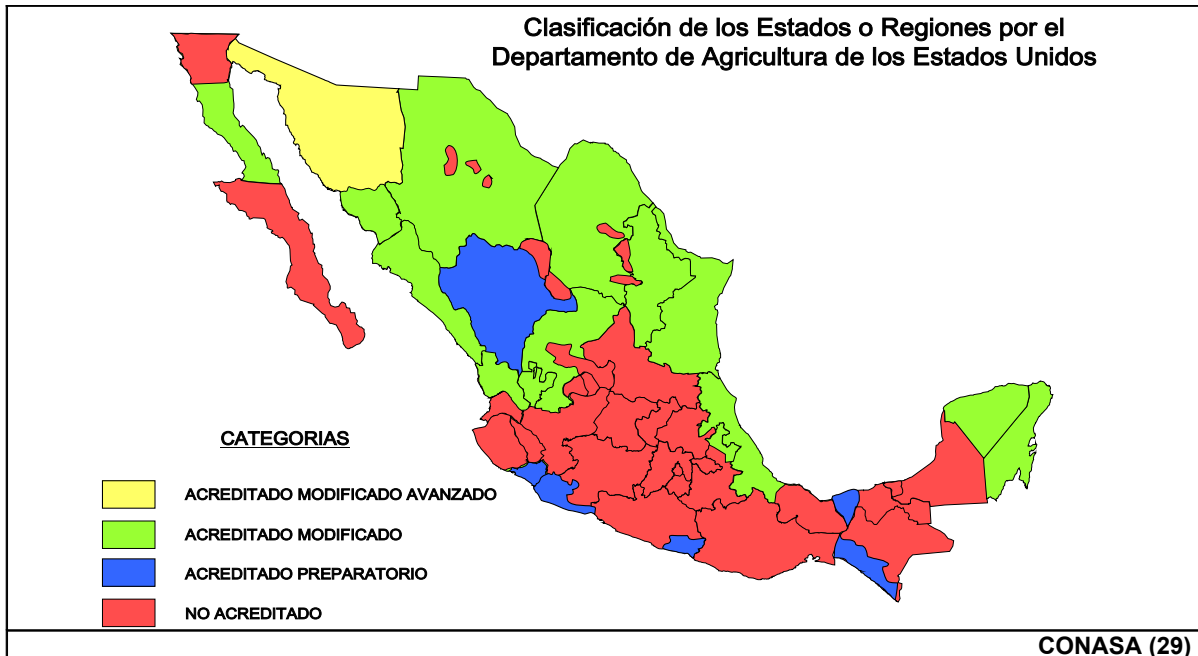 Clasificación de los Estados o Regiones por el
Departamento de Agricultura de los Estados Unidos
CATEGORIAS
ACREDITADO MODIFICADO AVANZADO
ACREDITADO MODIFICADO
ACREDITADO PREPARATORIO
NO ACREDITADO
CONASA (29)